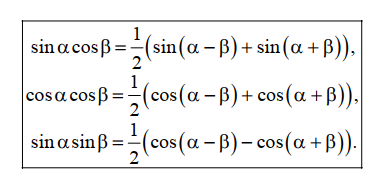 sin α cos β = 1/2 (sin(α − β) + sin(α + β)),
cos α cos β = 1/2 (cos(α − β) + cos(α + β)),
sin α sin β = 1/2 (cos(α − β) − cos(α + β)).